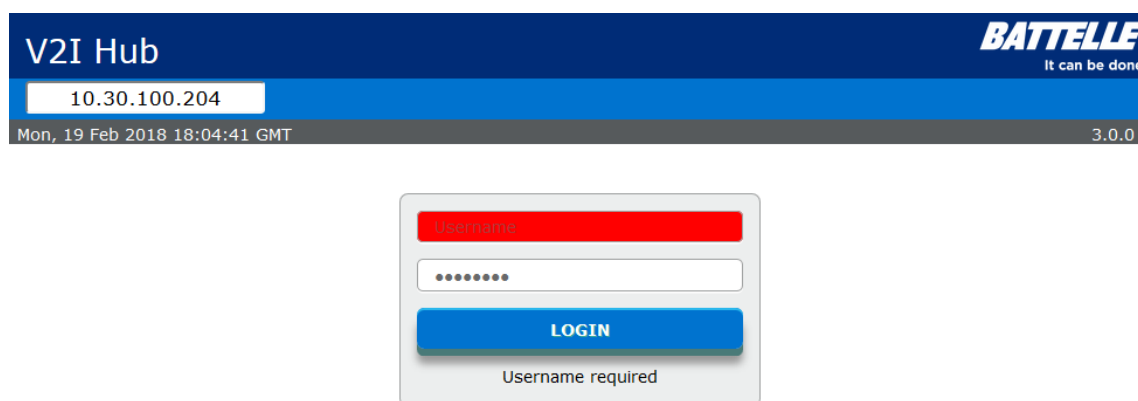 V2I Hub
BATTELLE
It can be done
10.30.100.204
Mon, 19 Feb 2018 18:04:41 GMT
3.0.0
Username
••••••••
LOGIN
Username required